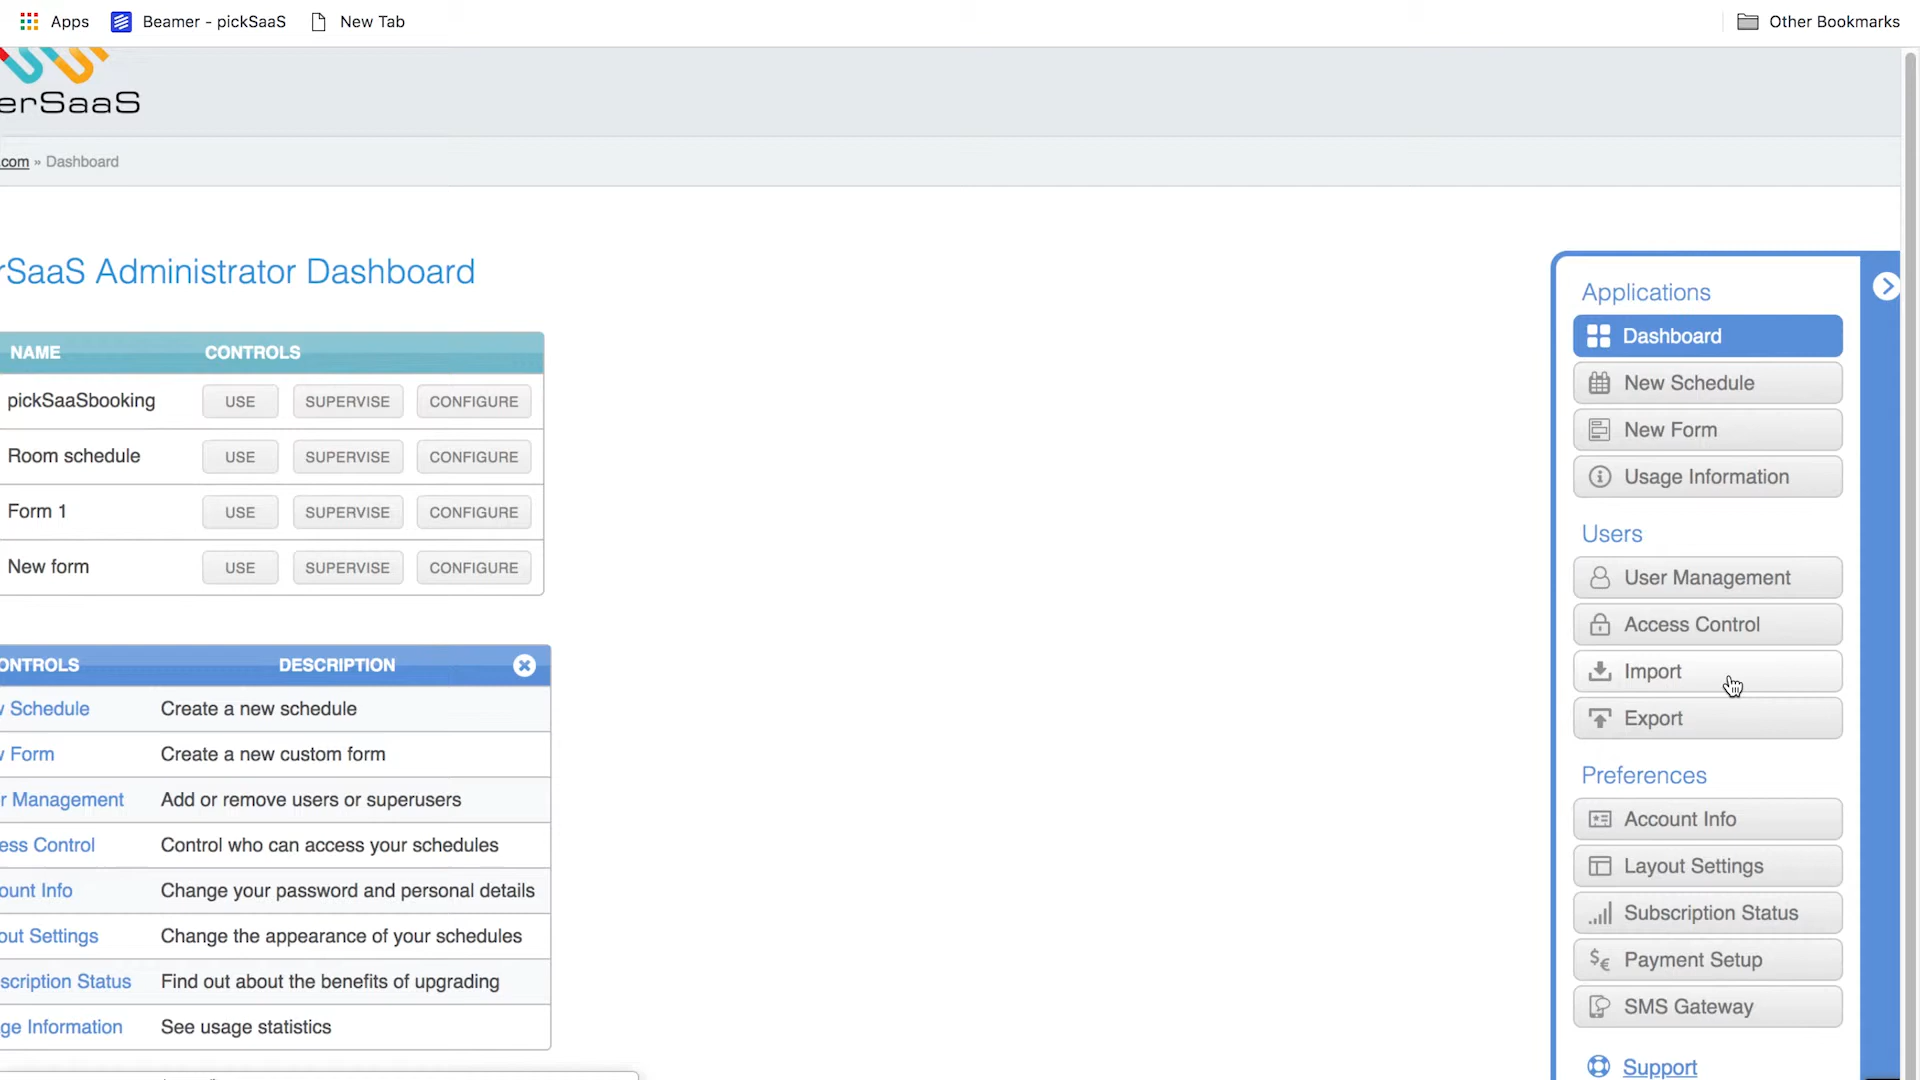 Apps Beamer - pickSaaS New Tab Other Bookmarks
erSaaS
.com » Dashboard
rSaaS Administrator Dashboard
NAME CONTROLS
pickSaaSbooking USE SUPERVISE CONFIGURE
Room schedule USE SUPERVISE CONFIGURE
Form 1 USE SUPERVISE CONFIGURE
New form USE SUPERVISE CONFIGURE
ONTROLS DESCRIPTION
w Schedule Create a new schedule
w Form Create a new custom form
r Management Add or remove users or superusers
ess Control Control who can access your schedules
ount Info Change your password and personal details
out Settings Change the appearance of your schedules
scription Status Find out about the benefits of upgrading
ge Information See usage statistics
Applications
Dashboard
New Schedule
New Form
Usage Information
Users
User Management
Access Control
Import
Export
Preferences
Account Info
Layout Settings
Subscription Status
Payment Setup
SMS Gateway
Support